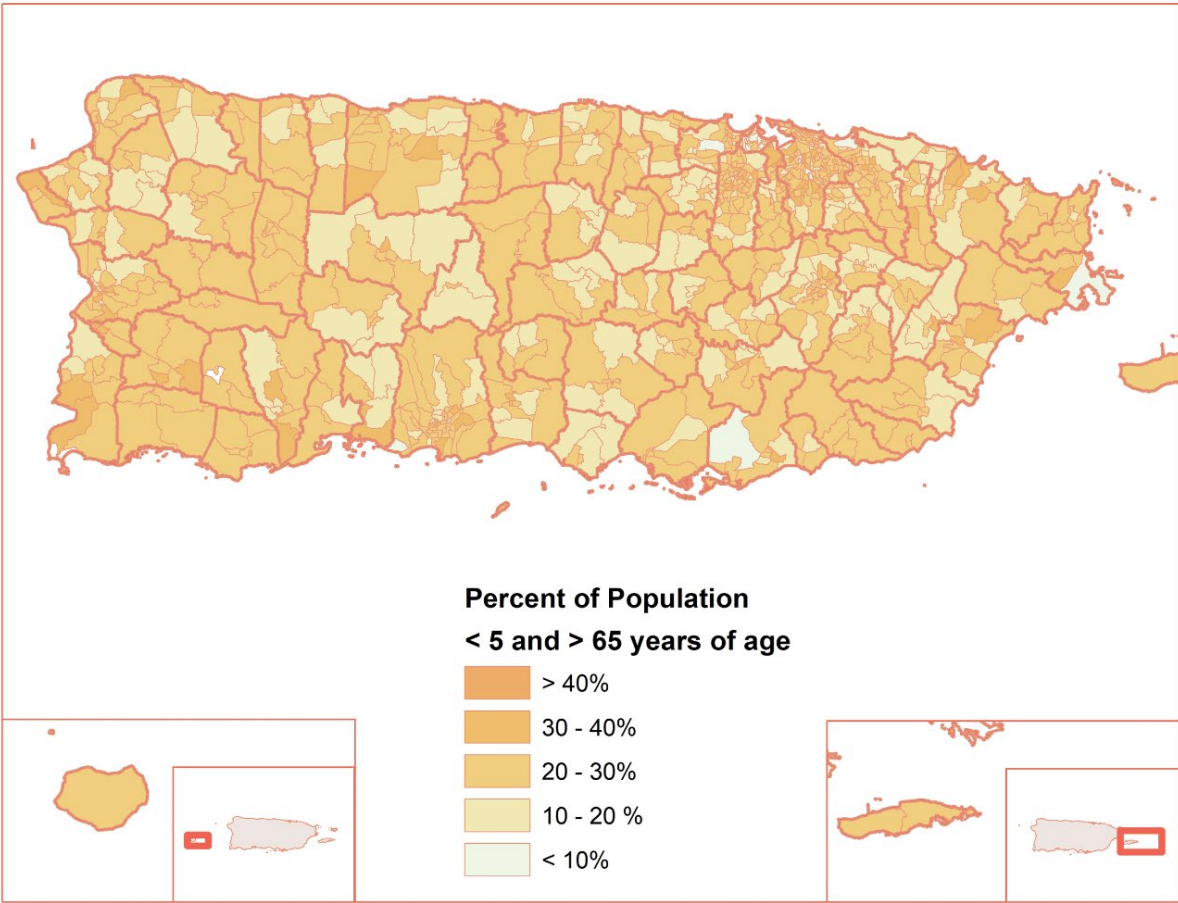 Percent of Population
< 5 and > 65 years of age
> 40%
30 - 40%
20 - 30%
10 - 20 %
< 10%